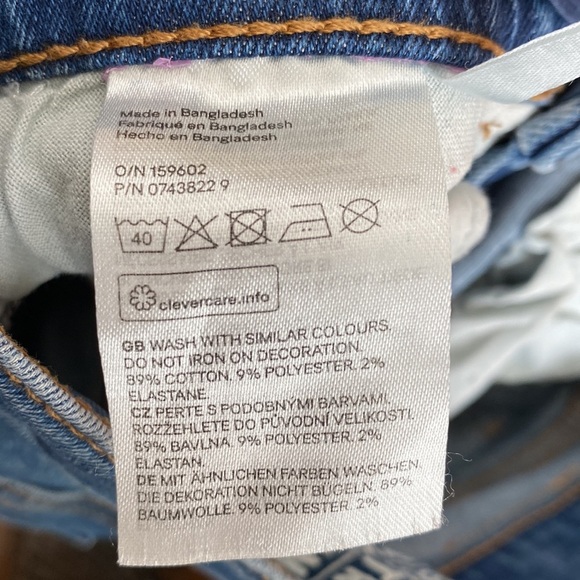 Made in Bangladesh
Fabriqué en Bangladesh
Hecho en Bangladesh
O/N 159602
P/N 0743822 9
40
clevercare.info
GB WASH WITH SIMILAR COLOURS.
DO NOT IRON ON DECORATION.
89% COTTON. 9% POLYESTER. 2%
ELASTANE.
CZ PERTE S PODOBNÝMI BARVAMI.
ROZŽEHLETE DO PŮVODNÍ VELIKOSTI.
89% BAVLNA. 9% POLYESTER. 2%
ELASTAN.
DE MIT ÄHNLICHEN FARBEN WASCHEN.
DIE DEKORATION NICHT BÜGELN. 89%
BAUMWOLLE. 9% POLYESTER. 2%